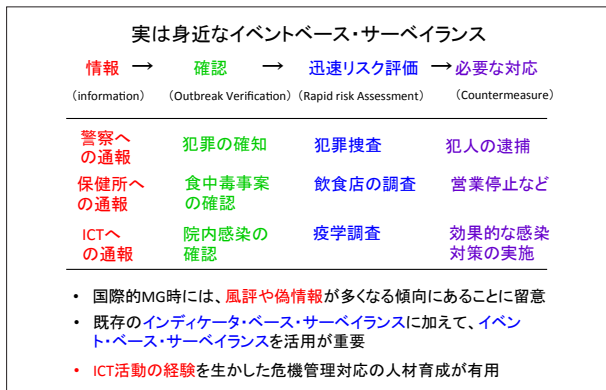 実は身近なイベントベース・サーベイランス
情報 → 確認 → 迅速リスク評価 → 必要な対応
（information） （Outbreak Verification） （Rapid risk Assessment） （Countermeasure）
警察へ
の通報
犯罪の確知
犯罪捜査
犯人の逮捕
保健所へ
の通報
食中毒事案
の確認
飲食店の調査
営業停止など
ICTへ
の通報
院内感染の
確認
疫学調査
効果的な感染
対策の実施
• 国際的MG時には、風評や偽情報が多くなる傾向にあることに留意
• 既存のインディケータ・ベース・サーベイランスに加えて、イベン
ト・ベース・サーベイランスを活用が重要
• ICT活動の経験を生かした危機管理対応の人材育成が有用